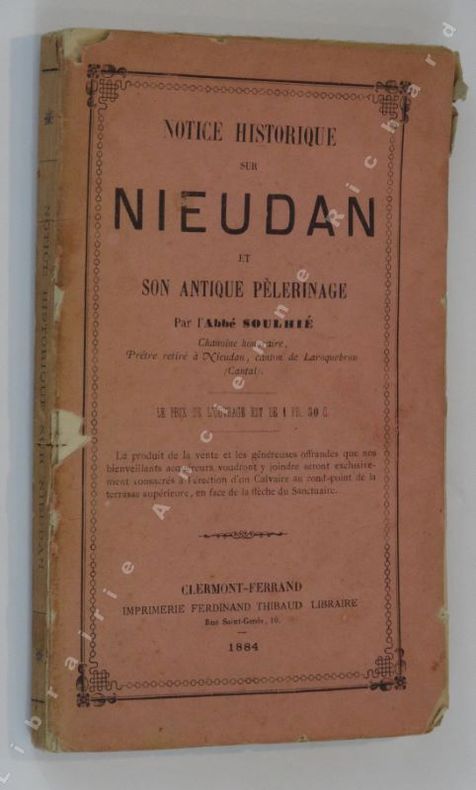 NOTICE HISTORIQUE
SUR
NIEUDAN
ET
SON ANTIQUE PÈLERINAGE
Par l'Abbé SOULHIÉ
Chanoine honoraire,
Prêtre retiré à Nieudan, canton de Laroquebrou
(Cantal).
LE PRIX DE L'OUVRAGE EST DE 1 FR. 50 C.
Le produit de la vente et les généreuses offrandes que nos
bienveillants acquéreurs voudront y joindre seront exclusive-
ment consacrés à l'érection d'un Calvaire au rond-point de la
terrasse supérieure, en face de la flèche du Sanctuaire.
CLERMONT-FERRAND
IMPRIMERIE FERDINAND THIBAUD LIBRAIRE
Rue Saint-Genès, 10.
1884
NOTICE HISTORIQUE SUR NIEUDAN
Librairie Ancienne Richard